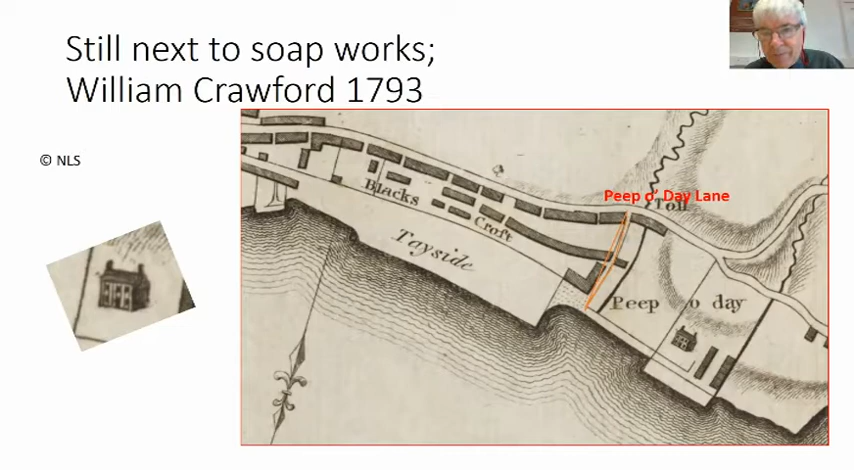 Still next to soap works;
William Crawford 1793
© NLS
Peep o' Day Lane
Toll
Blacks
Croft
Tayside
Peep o day